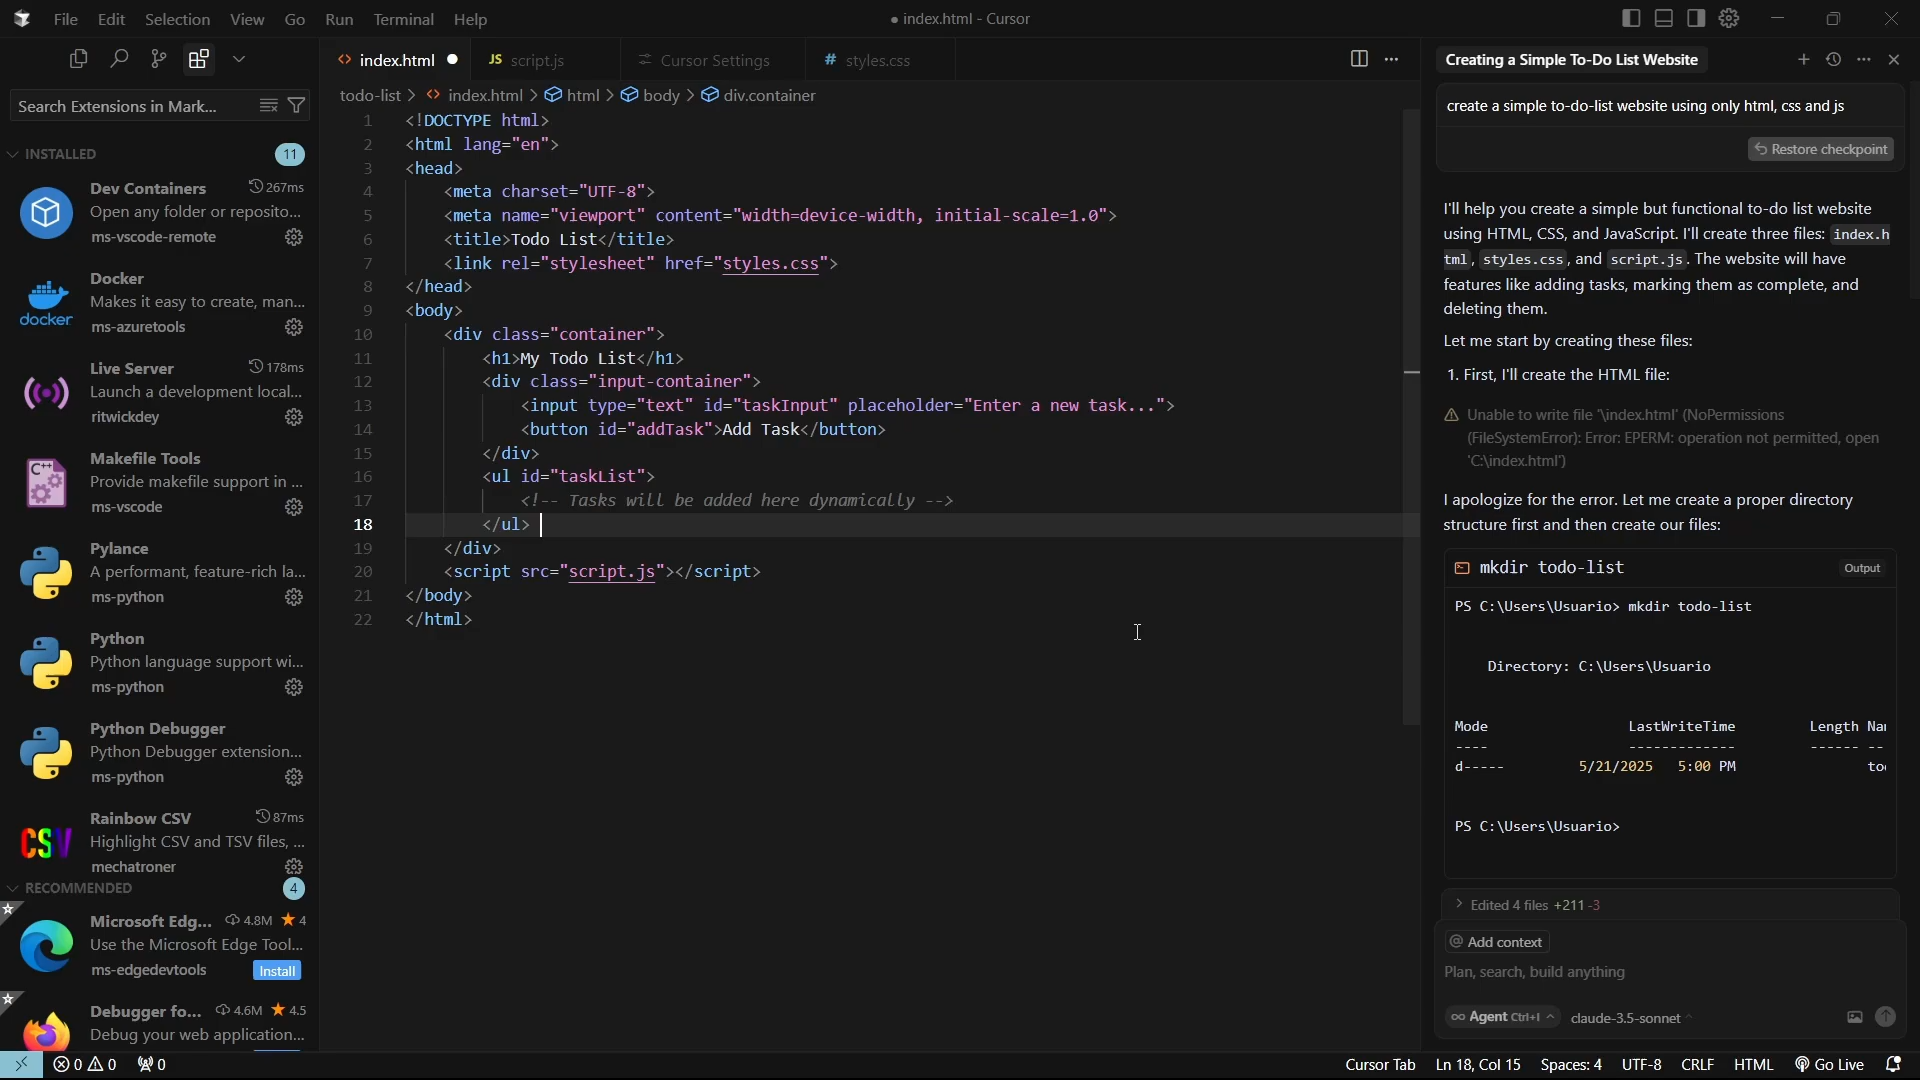 File Edit Selection View Go Run Terminal Help
● index.html - Cursor
Search Extensions in Mark...
INSTALLED 11
Dev Containers 267ms
Open any folder or reposito...
ms-vscode-remote
Docker
Makes it easy to create, man...
ms-azuretools
docker
Live Server 178ms
Launch a development local...
ritwickdey
Makefile Tools
Provide makefile support in ...
ms-vscode
C++
Pylance
A performant, feature-rich la...
ms-python
Python
Python language support wi...
ms-python
Python Debugger
Python Debugger extension...
ms-python
Rainbow CSV 87ms
Highlight CSV and TSV files, ...
mechatroner
CSV
RECOMMENDED 4
Microsoft Edg... 4.8M ★ 4
Use the Microsoft Edge Tool...
ms-edgedevtools Install
Debugger fo... 4.6M ★ 4.5
Debug your web application...
<> index.html ● JS script.js Cursor Settings # styles.css
todo-list > <> index.html > html > body > div.container
1 <!DOCTYPE html>
2 <html lang="en">
3 <head>
4 <meta charset="UTF-8">
5 <meta name="viewport" content="width=device-width, initial-scale=1.0">
6 <title>Todo List</title>
7 <link rel="stylesheet" href="styles.css">
8 </head>
9 <body>
10 <div class="container">
11 <h1>My Todo List</h1>
12 <div class="input-container">
13 <input type="text" id="taskInput" placeholder="Enter a new task...">
14 <button id="addTask">Add Task</button>
15 </div>
16 <ul id="taskList">
17 <!-- Tasks will be added here dynamically -->
18 </ul>
19 </div>
20 <script src="script.js"></script>
21 </body>
22 </html>
Creating a Simple To-Do List Website
create a simple to-do-list website using only html, css and js
Restore checkpoint
I'll help you create a simple but functional to-do list website
using HTML, CSS, and JavaScript. I'll create three files: index.h
tml, styles.css, and script.js. The website will have
features like adding tasks, marking them as complete, and
deleting them.
Let me start by creating these files:
1. First, I'll create the HTML file:
Unable to write file '\index.html' (NoPermissions
(FileSystemError): Error: EPERM: operation not permitted, open
'C:\index.html')
I apologize for the error. Let me create a proper directory
structure first and then create our files:
mkdir todo-list Output
PS C:\Users\Usuario> mkdir todo-list
Directory: C:\Users\Usuario
Mode LastWriteTime Length Nam
---- ------------- ------ --
d----- 5/21/2025 5:00 PM to
PS C:\Users\Usuario>
> Edited 4 files +211 -3
@ Add context
Plan, search, build anything
∞ Agent Ctrl+I claude-3.5-sonnet
0 0 0
Cursor Tab Ln 18, Col 15 Spaces: 4 UTF-8 CRLF HTML Go Live